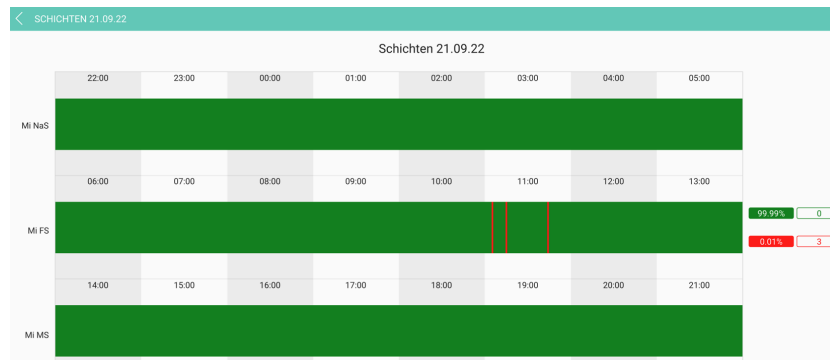 SCHICHTEN 21.09.22
Schichten 21.09.22
22:00 23:00 00:00 01:00 02:00 03:00 04:00 05:00
Mi NaS
06:00 07:00 08:00 09:00 10:00 11:00 12:00 13:00
99.99% 0
Mi FS
0.01% 3
14:00 15:00 16:00 17:00 18:00 19:00 20:00 21:00
Mi MS